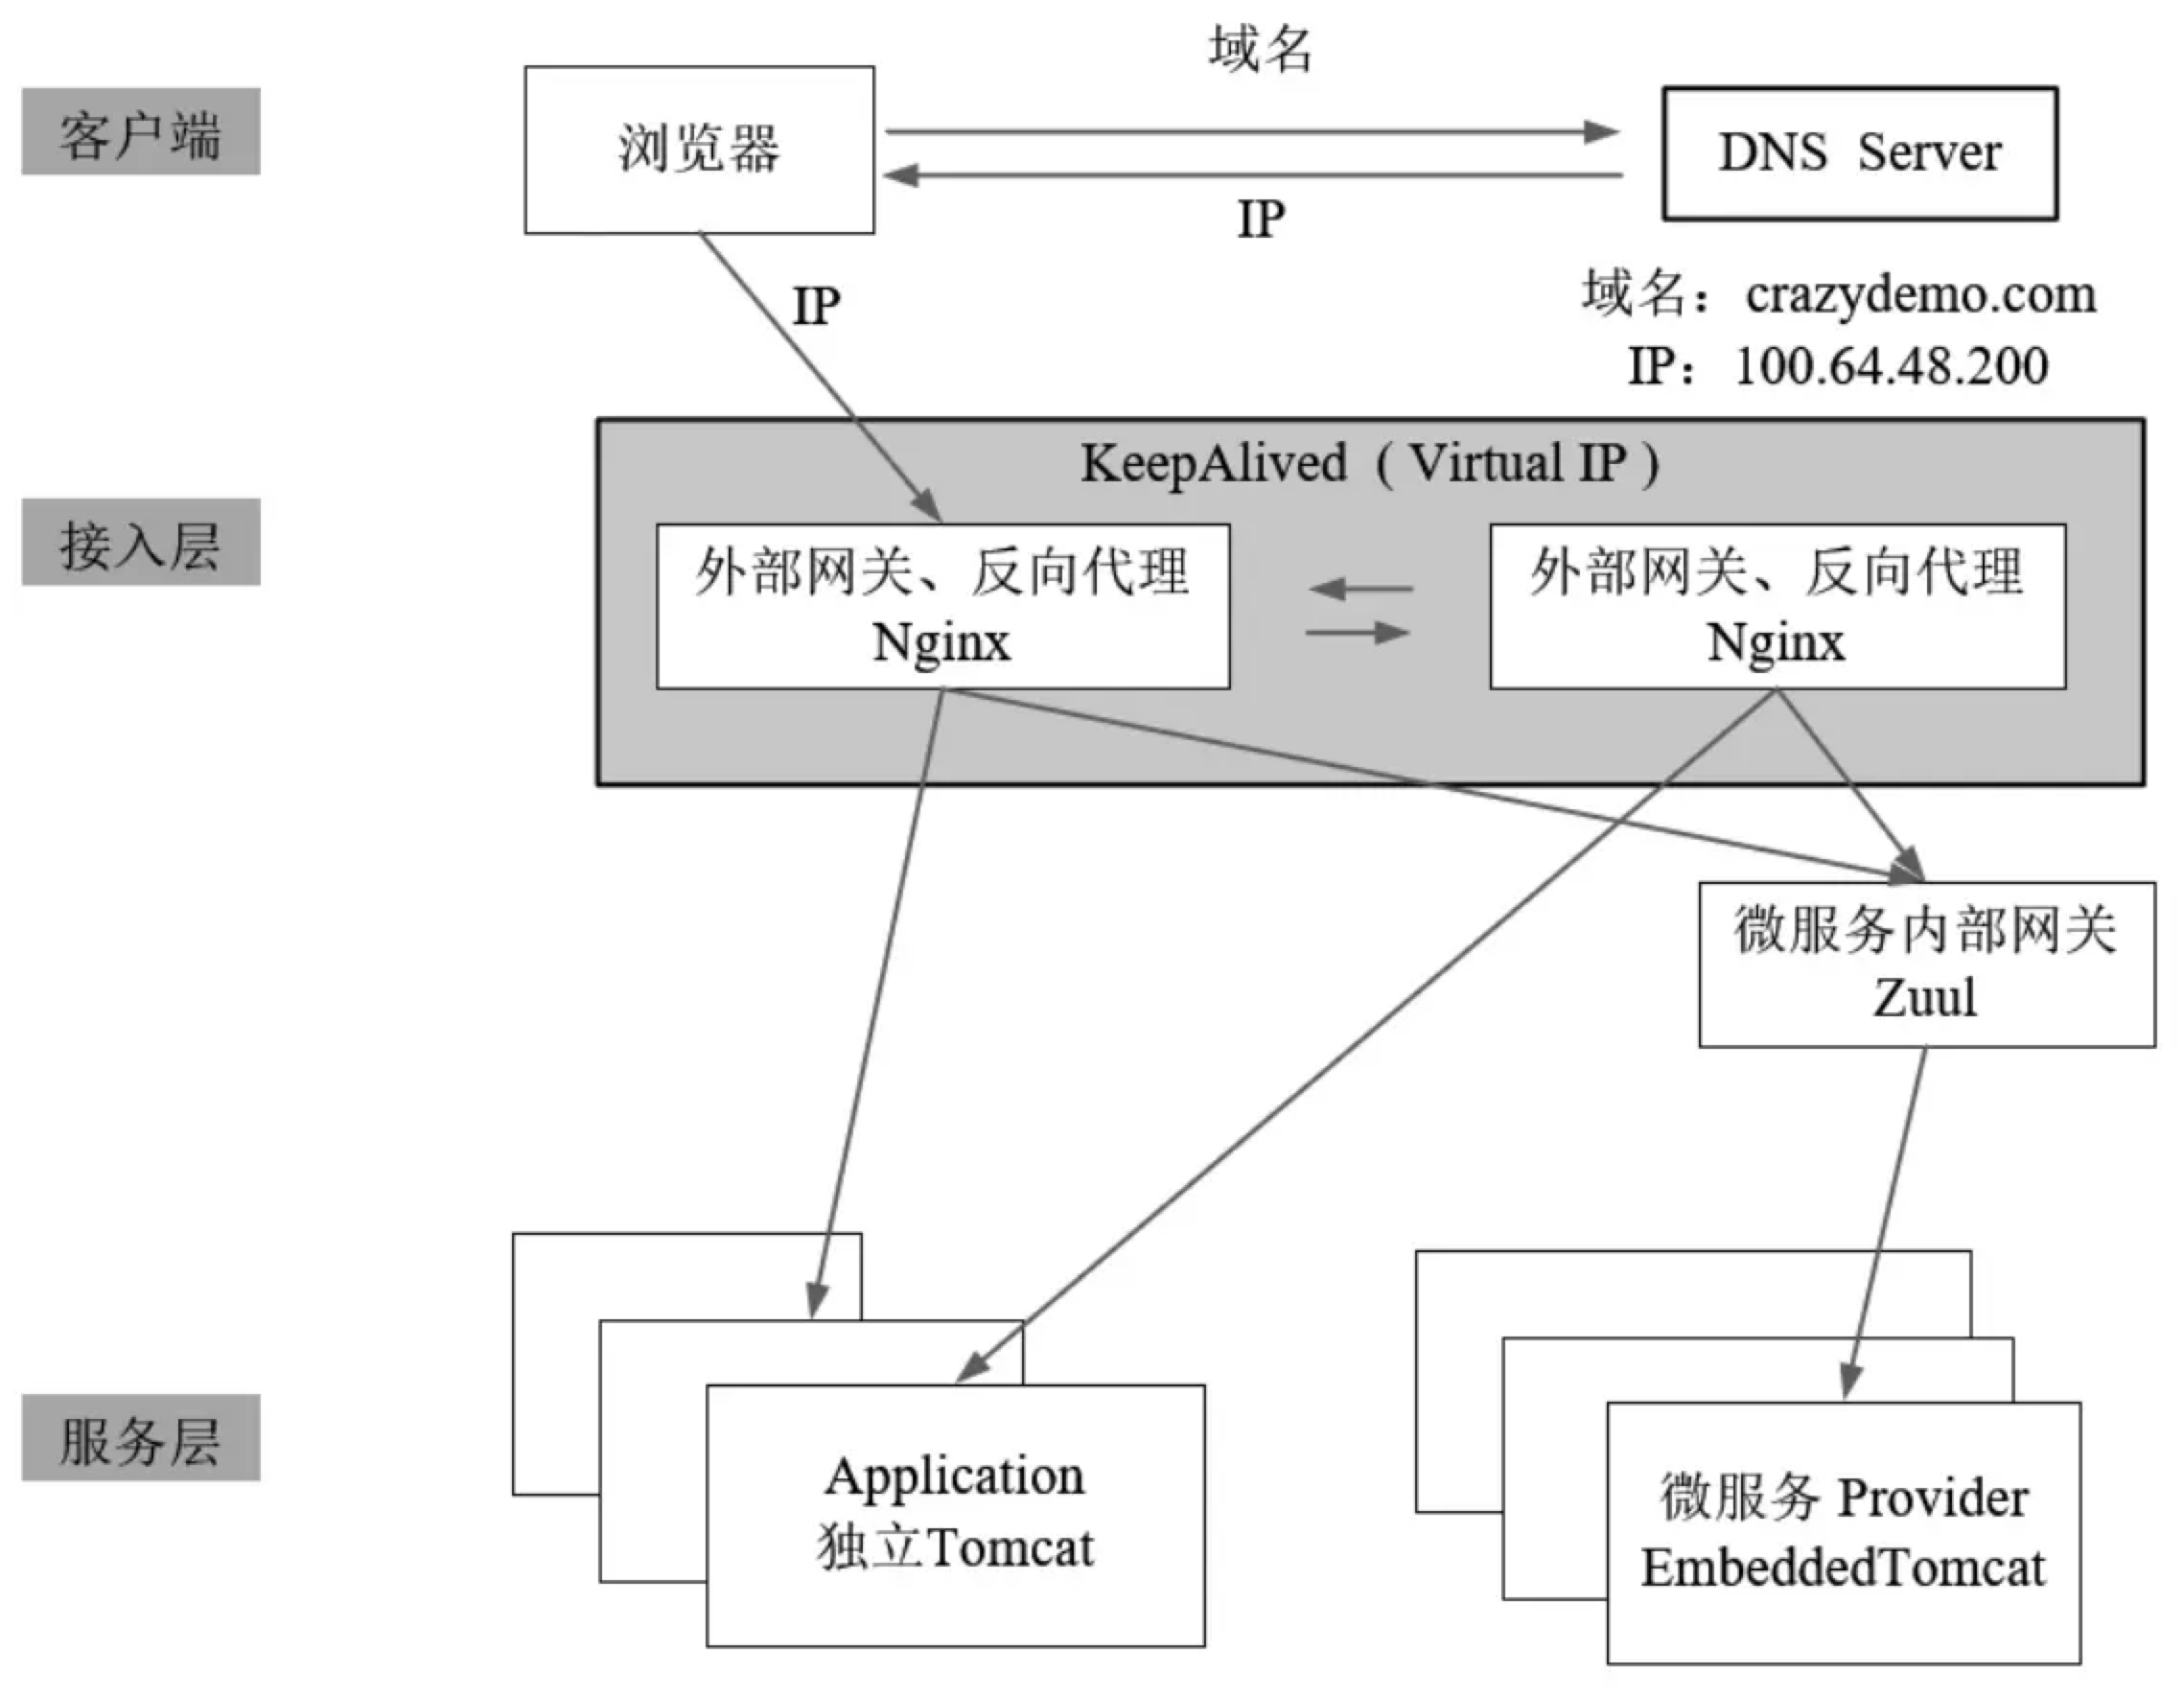 域名
客户端
浏览器
DNS Server
IP
域名：crazydemo.com
IP：100.64.48.200
IP
KeepAlived（Virtual IP）
接入层
外部网关、反向代理
Nginx
外部网关、反向代理
Nginx
微服务内部网关
Zuul
服务层
Application
独立Tomcat
微服务 Provider
EmbeddedTomcat